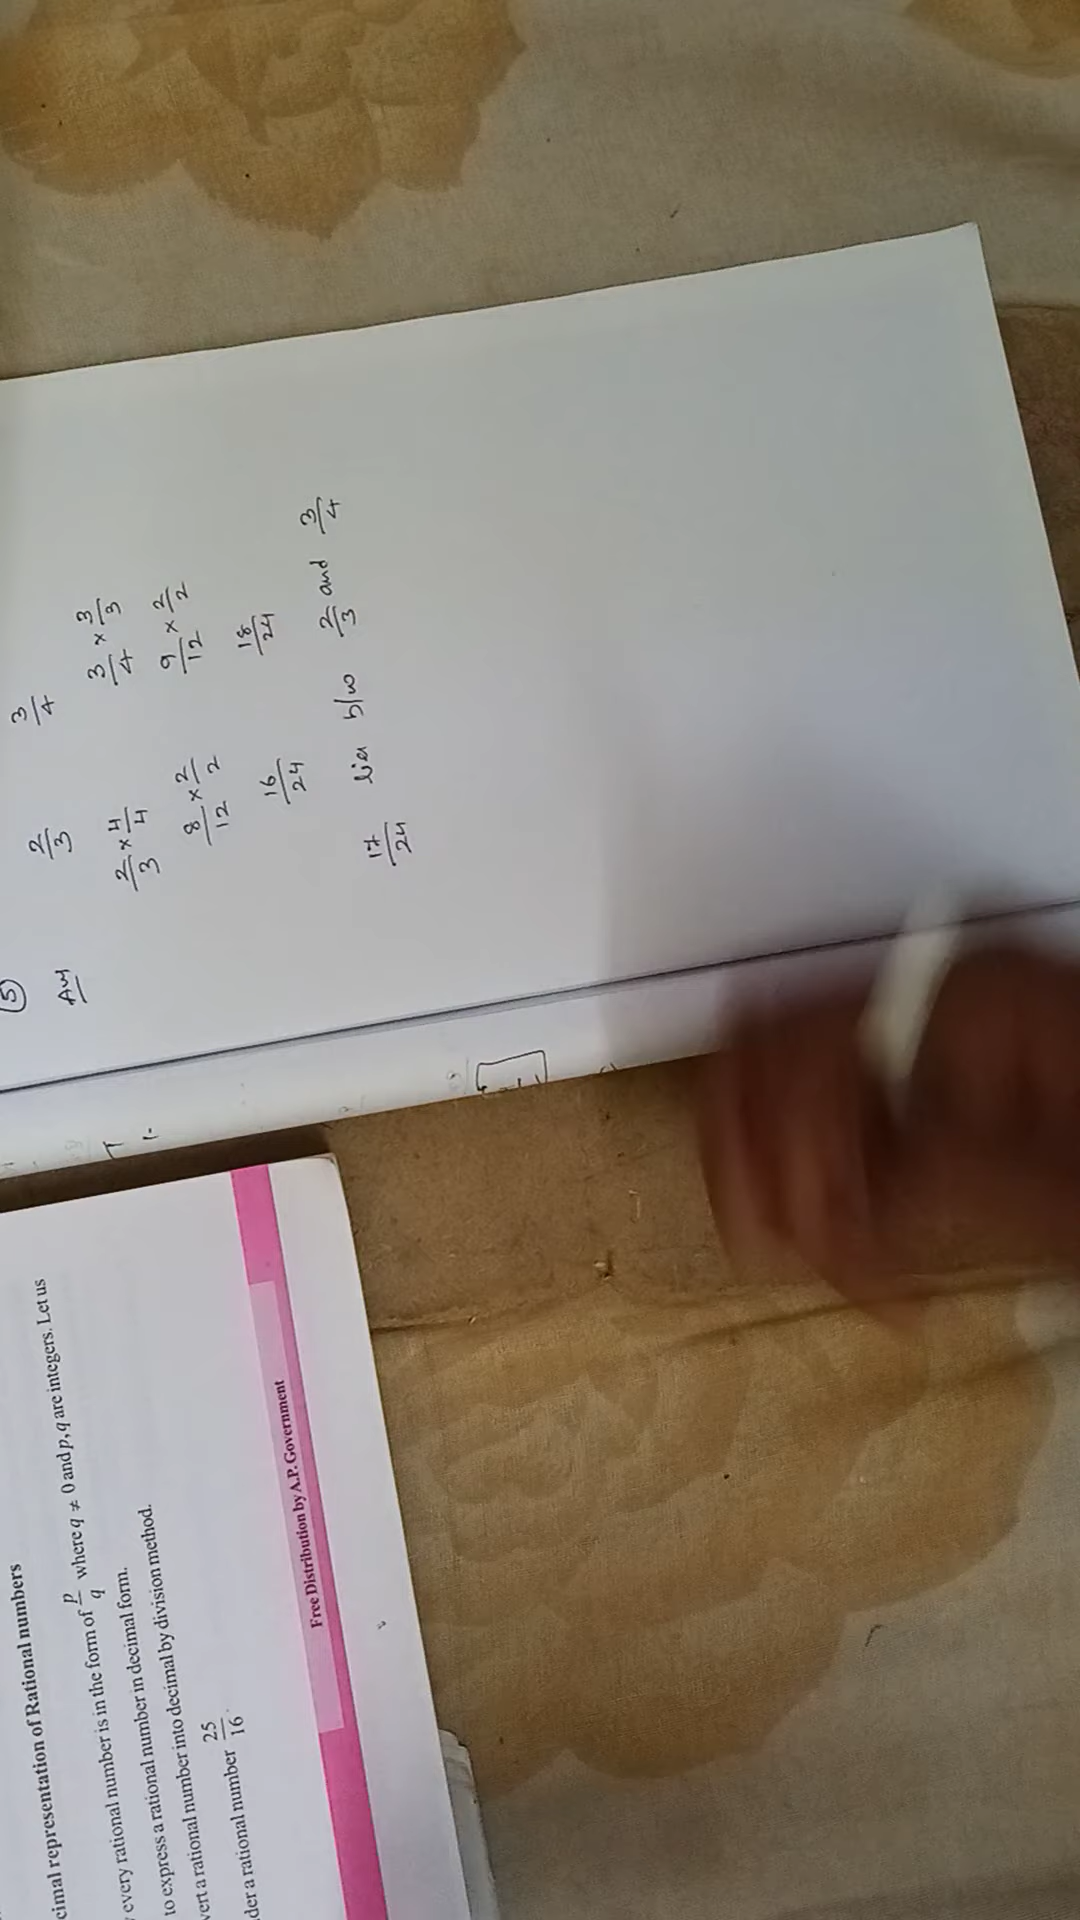 ⑤
Ans 2/3 3/4
2/3 × 4/4 3/4 × 3/3
8/12 × 2/2 9/12 × 2/2
16/24 18/24
17/24 lies b/w 2/3 and 3/4
cimal representation of Rational numbers
every rational number is in the form of p/q where q ≠ 0 and p, q are integers. Let us
to express a rational number in decimal form.
vert a rational number into decimal by division method.
der a rational number 25/16.
Free Distribution by A.P. Government